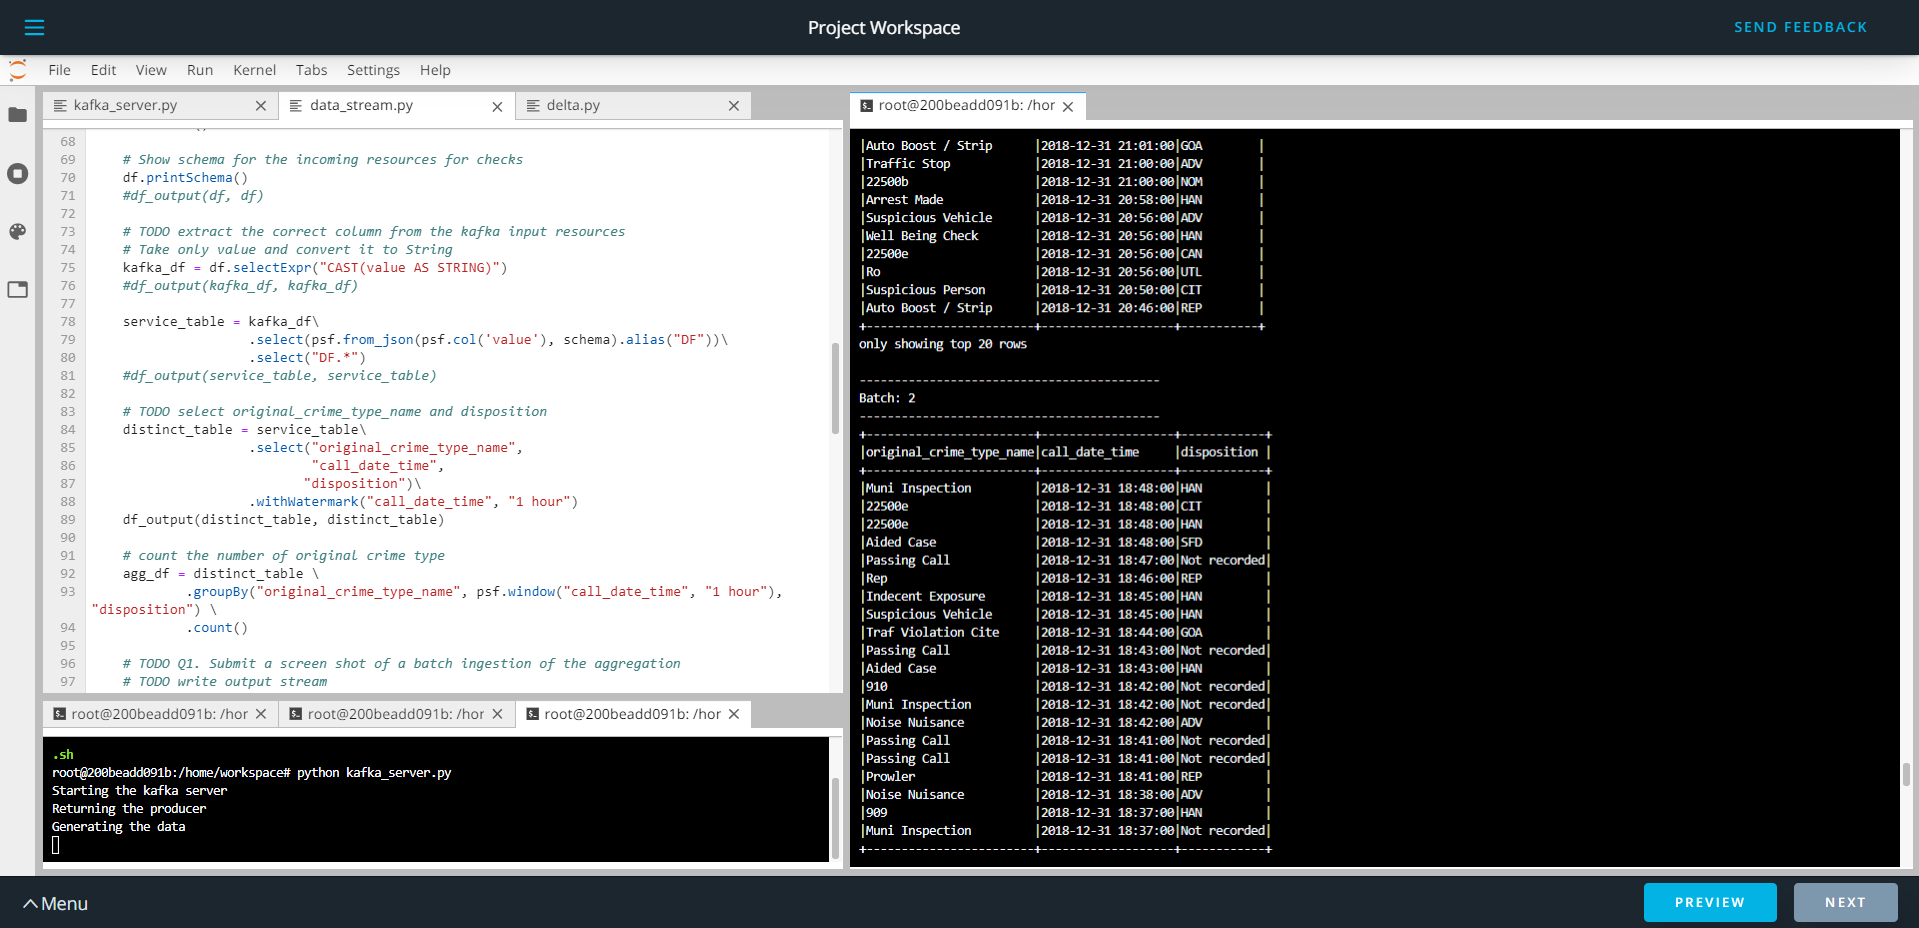 Project Workspace
SEND FEEDBACK
File Edit View Run Kernel Tabs Settings Help
kafka_server.py
data_stream.py
delta.py
68
69 # Show schema for the incoming resources for checks
70 df.printSchema()
71 #df_output(df, df)
72
73 # TODO extract the correct column from the kafka input resources
74 # Take only value and convert it to String
75 kafka_df = df.selectExpr("CAST(value AS STRING)")
76 #df_output(kafka_df, kafka_df)
77
78 service_table = kafka_df\
79 .select(psf.from_json(psf.col('value'), schema).alias("DF"))\
80 .select("DF.*")
81 #df_output(service_table, service_table)
82
83 # TODO select original_crime_type_name and disposition
84 distinct_table = service_table\
85 .select("original_crime_type_name",
86 "call_date_time",
87 "disposition")\
88 .withWatermark("call_date_time", "1 hour")
89 df_output(distinct_table, distinct_table)
90
91 # count the number of original crime type
92 agg_df = distinct_table \
93 .groupBy("original_crime_type_name", psf.window("call_date_time", "1 hour"),
"disposition") \
94 .count()
95
96 # TODO Q1. Submit a screen shot of a batch ingestion of the aggregation
97 # TODO write output stream
root@200beadd091b: /hor
root@200beadd091b: /hor
root@200beadd091b: /hor
.sh
root@200beadd091b:/home/workspace# python kafka_server.py
Starting the kafka server
Returning the producer
Generating the data
root@200beadd091b: /hor
|Auto Boost / Strip |2018-12-31 21:01:00|GOA |
|Traffic Stop |2018-12-31 21:00:00|ADV |
|22500b |2018-12-31 21:00:00|NOM |
|Arrest Made |2018-12-31 20:58:00|HAN |
|Suspicious Vehicle |2018-12-31 20:56:00|ADV |
|Well Being Check |2018-12-31 20:56:00|HAN |
|22500e |2018-12-31 20:56:00|CAN |
|Ro |2018-12-31 20:56:00|UTL |
|Suspicious Person |2018-12-31 20:50:00|CIT |
|Auto Boost / Strip |2018-12-31 20:46:00|REP |
+------------------------+-------------------+-----------+
only showing top 20 rows
-------------------------------------------
Batch: 2
-------------------------------------------
+------------------------+-------------------+------------+
|original_crime_type_name|call_date_time |disposition |
+------------------------+-------------------+------------+
|Muni Inspection |2018-12-31 18:48:00|HAN |
|22500e |2018-12-31 18:48:00|CIT |
|22500e |2018-12-31 18:48:00|HAN |
|Aided Case |2018-12-31 18:48:00|SFD |
|Passing Call |2018-12-31 18:47:00|Not recorded|
|Rep |2018-12-31 18:46:00|REP |
|Indecent Exposure |2018-12-31 18:45:00|HAN |
|Suspicious Vehicle |2018-12-31 18:45:00|HAN |
|Traf Violation Cite |2018-12-31 18:44:00|GOA |
|Passing Call |2018-12-31 18:43:00|Not recorded|
|Aided Case |2018-12-31 18:43:00|HAN |
|910 |2018-12-31 18:42:00|Not recorded|
|Muni Inspection |2018-12-31 18:42:00|Not recorded|
|Noise Nuisance |2018-12-31 18:42:00|ADV |
|Passing Call |2018-12-31 18:41:00|Not recorded|
|Passing Call |2018-12-31 18:41:00|Not recorded|
|Prowler |2018-12-31 18:41:00|REP |
|Noise Nuisance |2018-12-31 18:38:00|ADV |
|909 |2018-12-31 18:37:00|HAN |
|Muni Inspection |2018-12-31 18:37:00|Not recorded|
+------------------------+-------------------+------------+
Menu
PREVIEW
NEXT